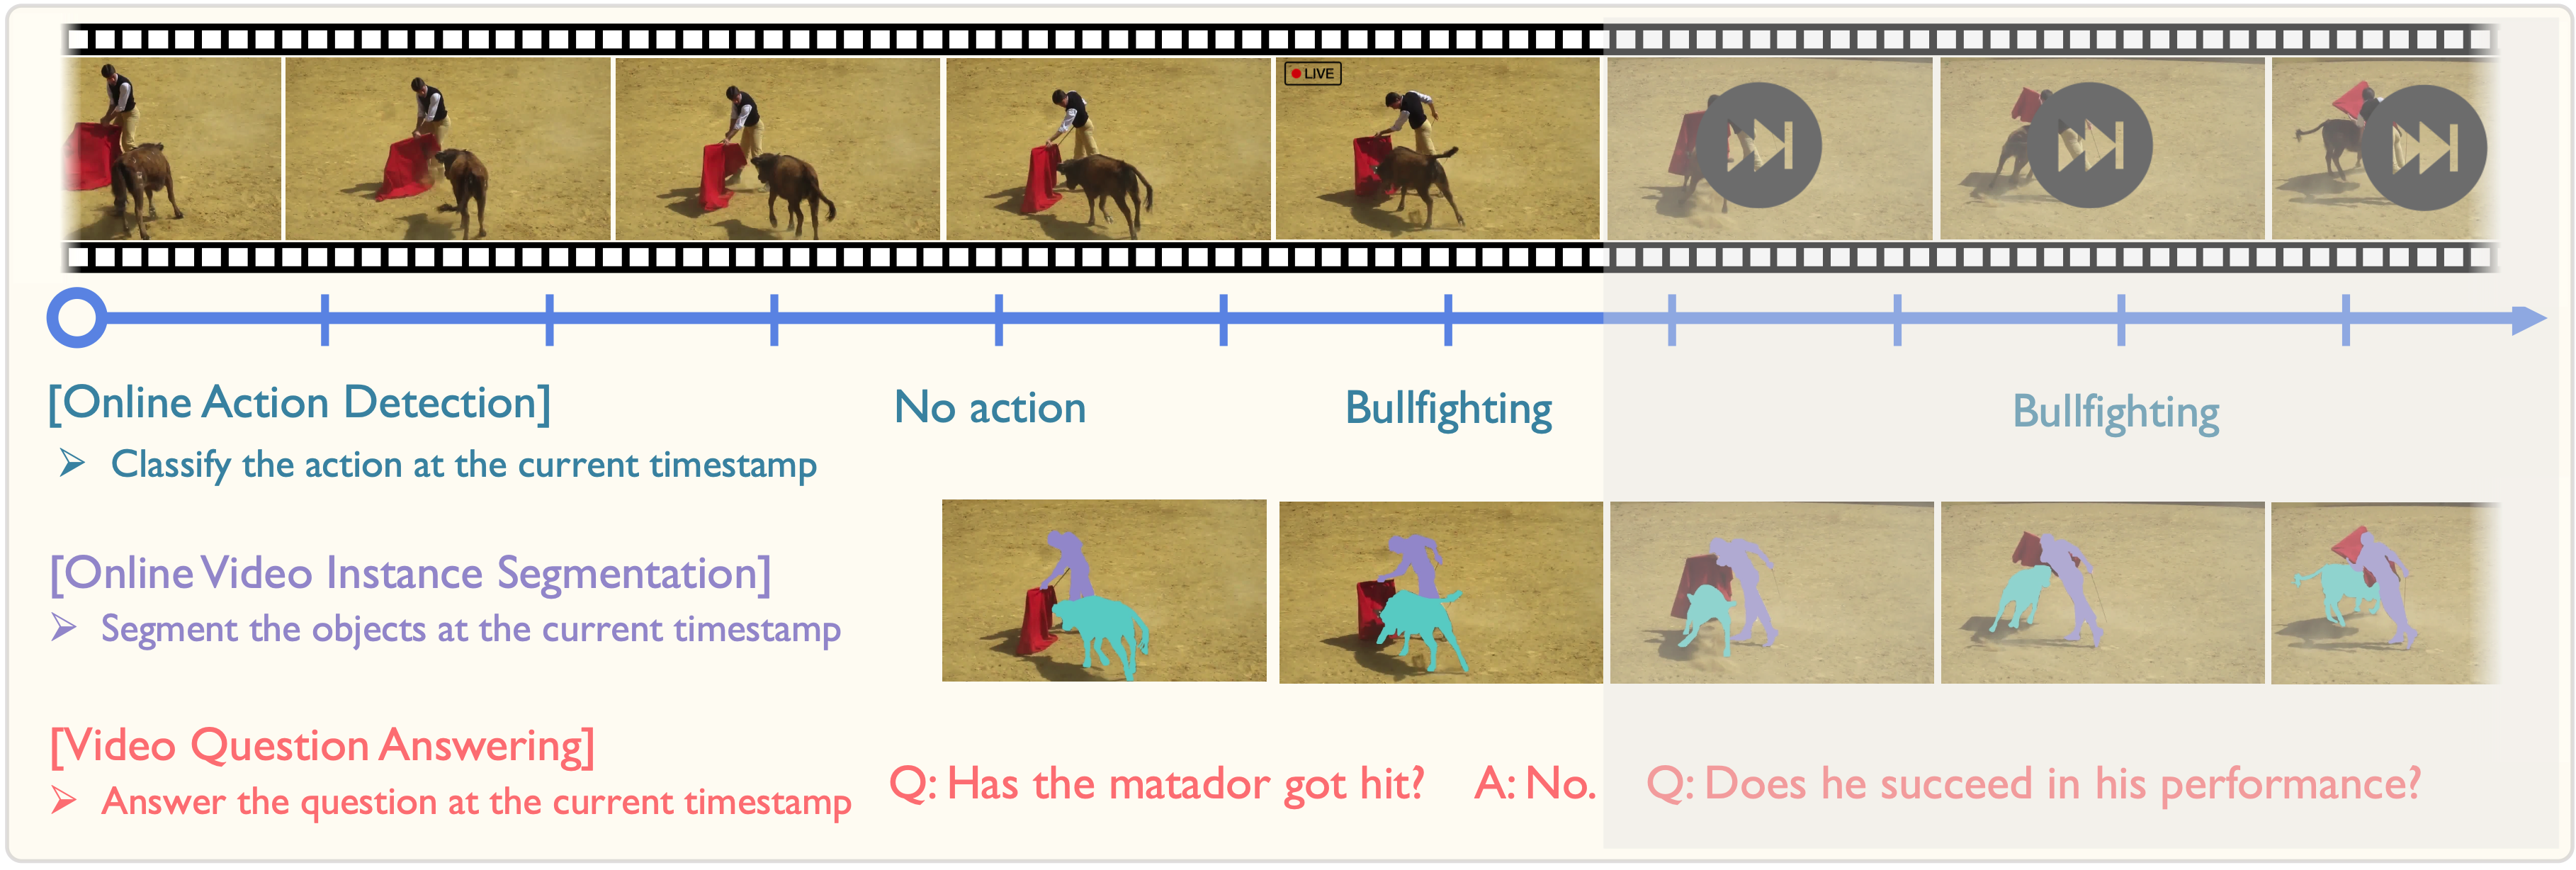 LIVE
[Online Action Detection]
No action
Bullfighting
Bullfighting
➢ Classify the action at the current timestamp
[Online Video Instance Segmentation]
➢ Segment the objects at the current timestamp
[Video Question Answering]
Q: Has the matador got hit? A: No.
Q: Does he succeed in his performance?
➢ Answer the question at the current timestamp